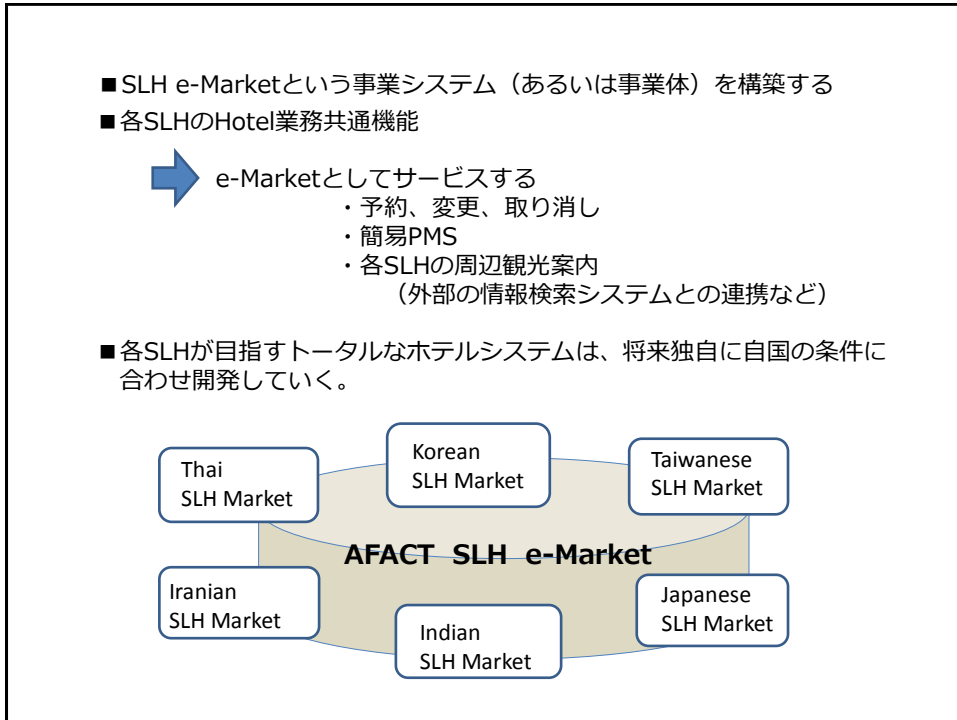 ■SLH e-Marketという事業システム（あるいは事業体）を構築する
■各SLHのHotel業務共通機能
e-Marketとしてサービスする
・予約、変更、取り消し
・簡易PMS
・各SLHの周辺観光案内
（外部の情報検索システムとの連携など）
■各SLHが目指すトータルなホテルシステムは、将来独自に自国の条件に
合わせ開発していく。
Thai
SLH Market
Korean
SLH Market
Taiwanese
SLH Market
AFACT SLH e-Market
Iranian
SLH Market
Indian
SLH Market
Japanese
SLH Market